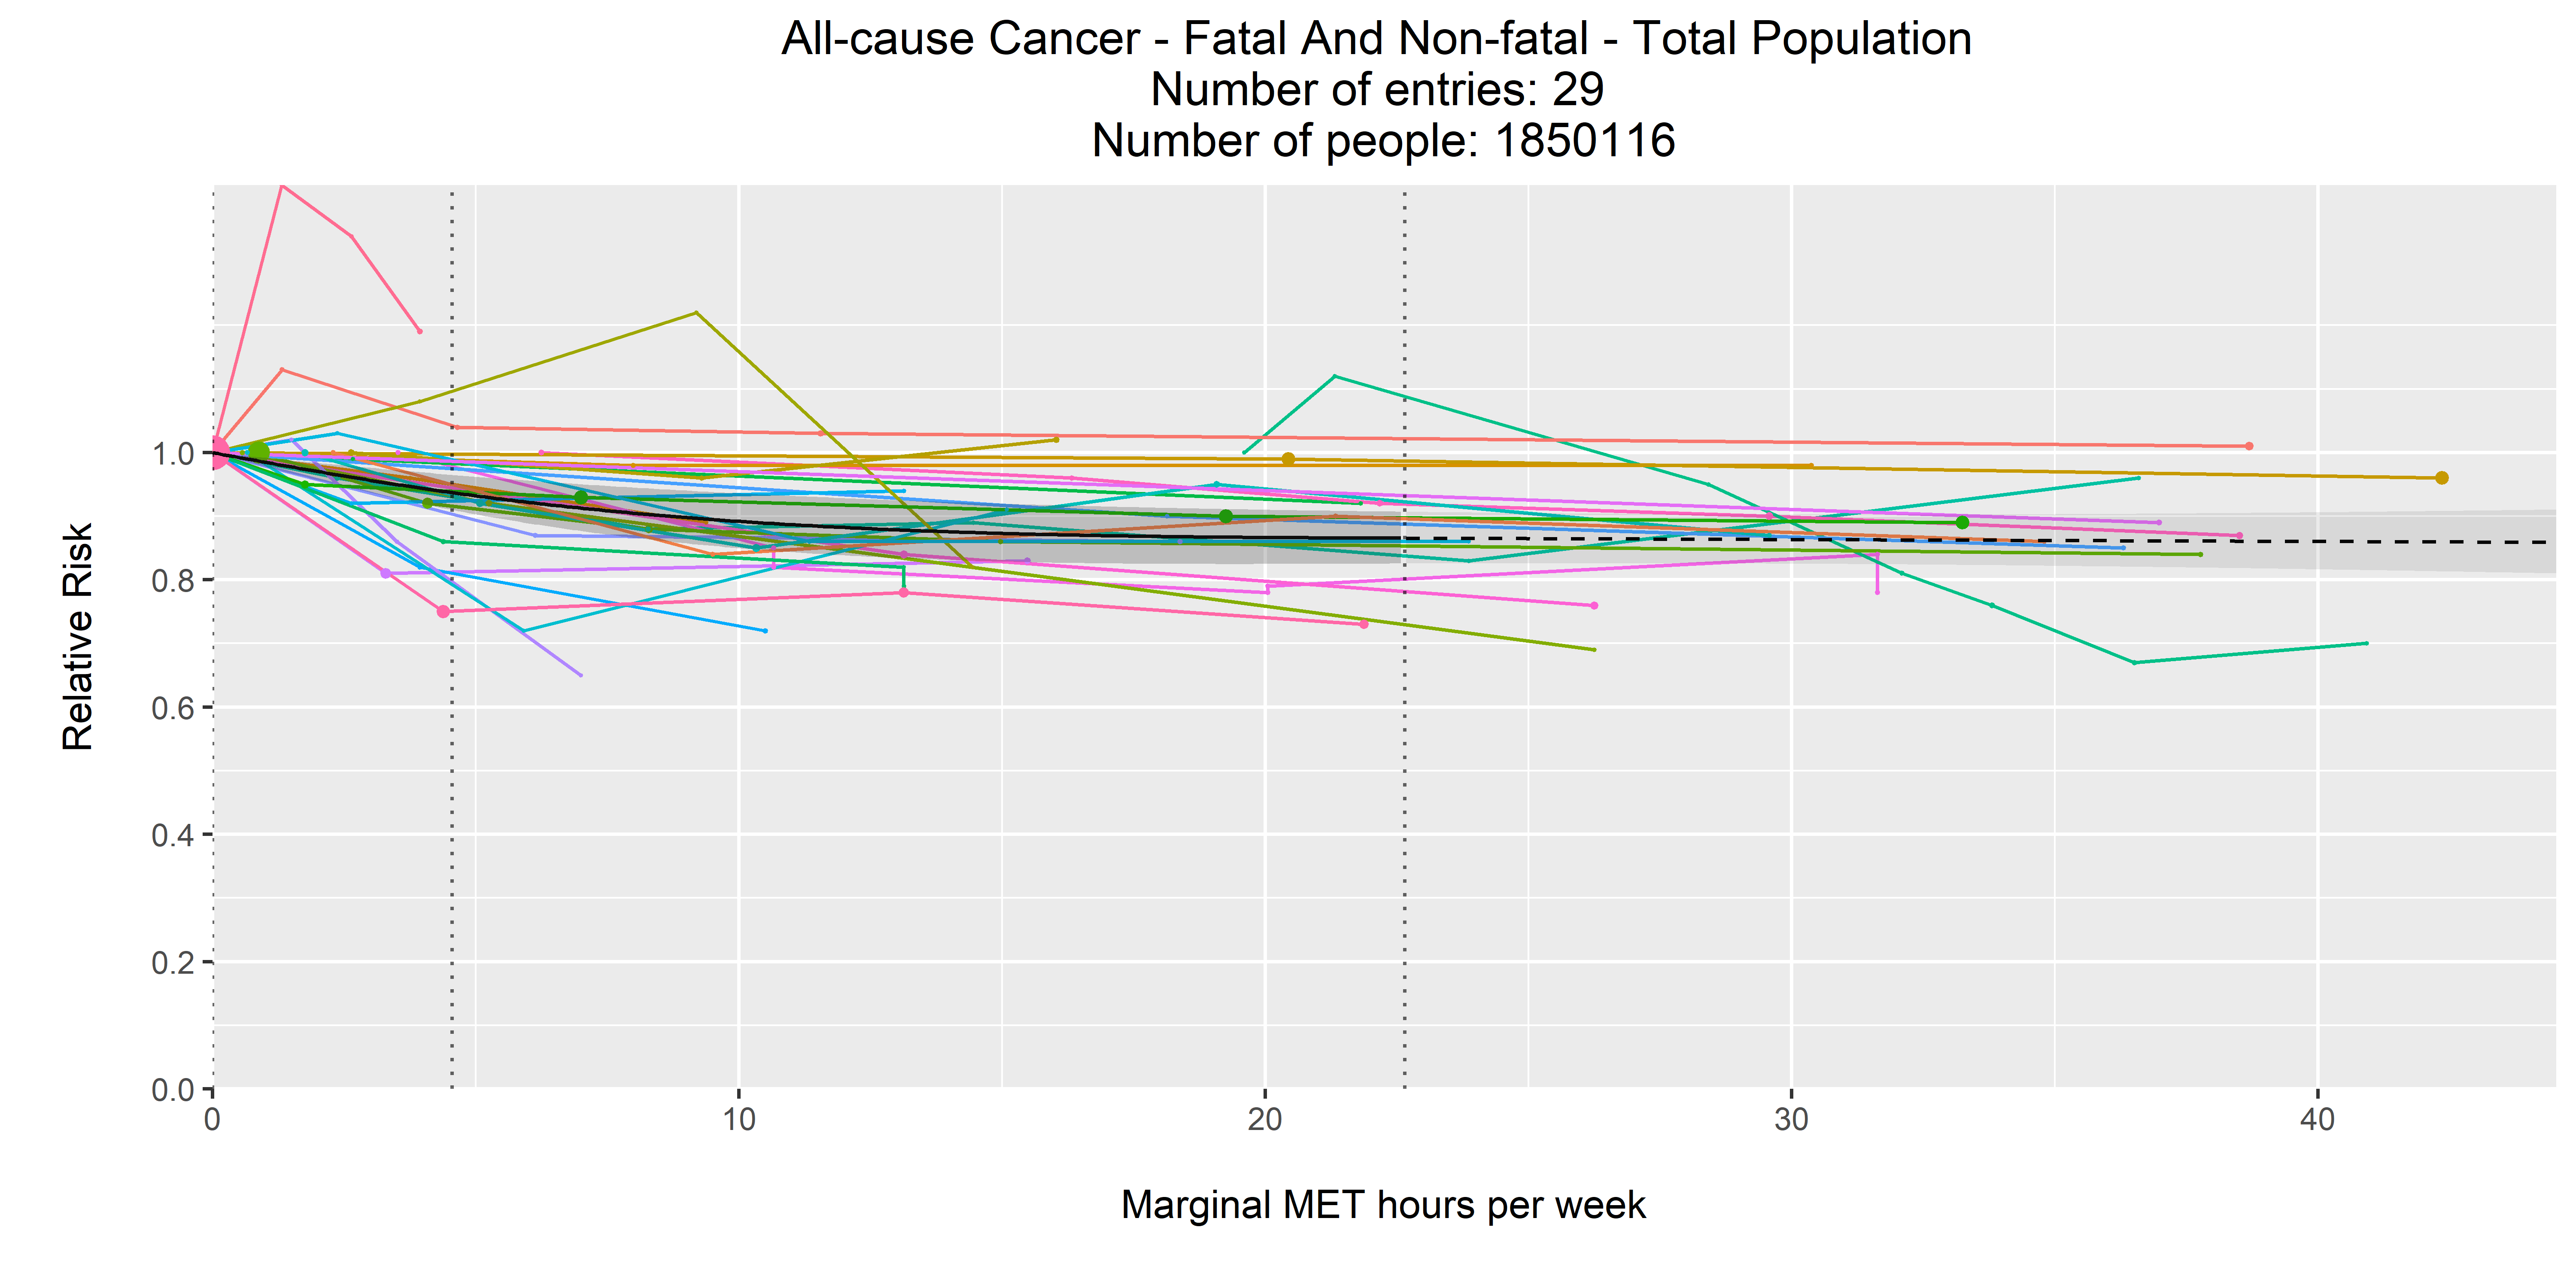 All-cause Cancer - Fatal And Non-fatal - Total Population
Number of entries: 29
Number of people: 1850116
Relative Risk
1.0
0.8
0.6
0.4
0.2
0.0
0 10 20 30 40
Marginal MET hours per week